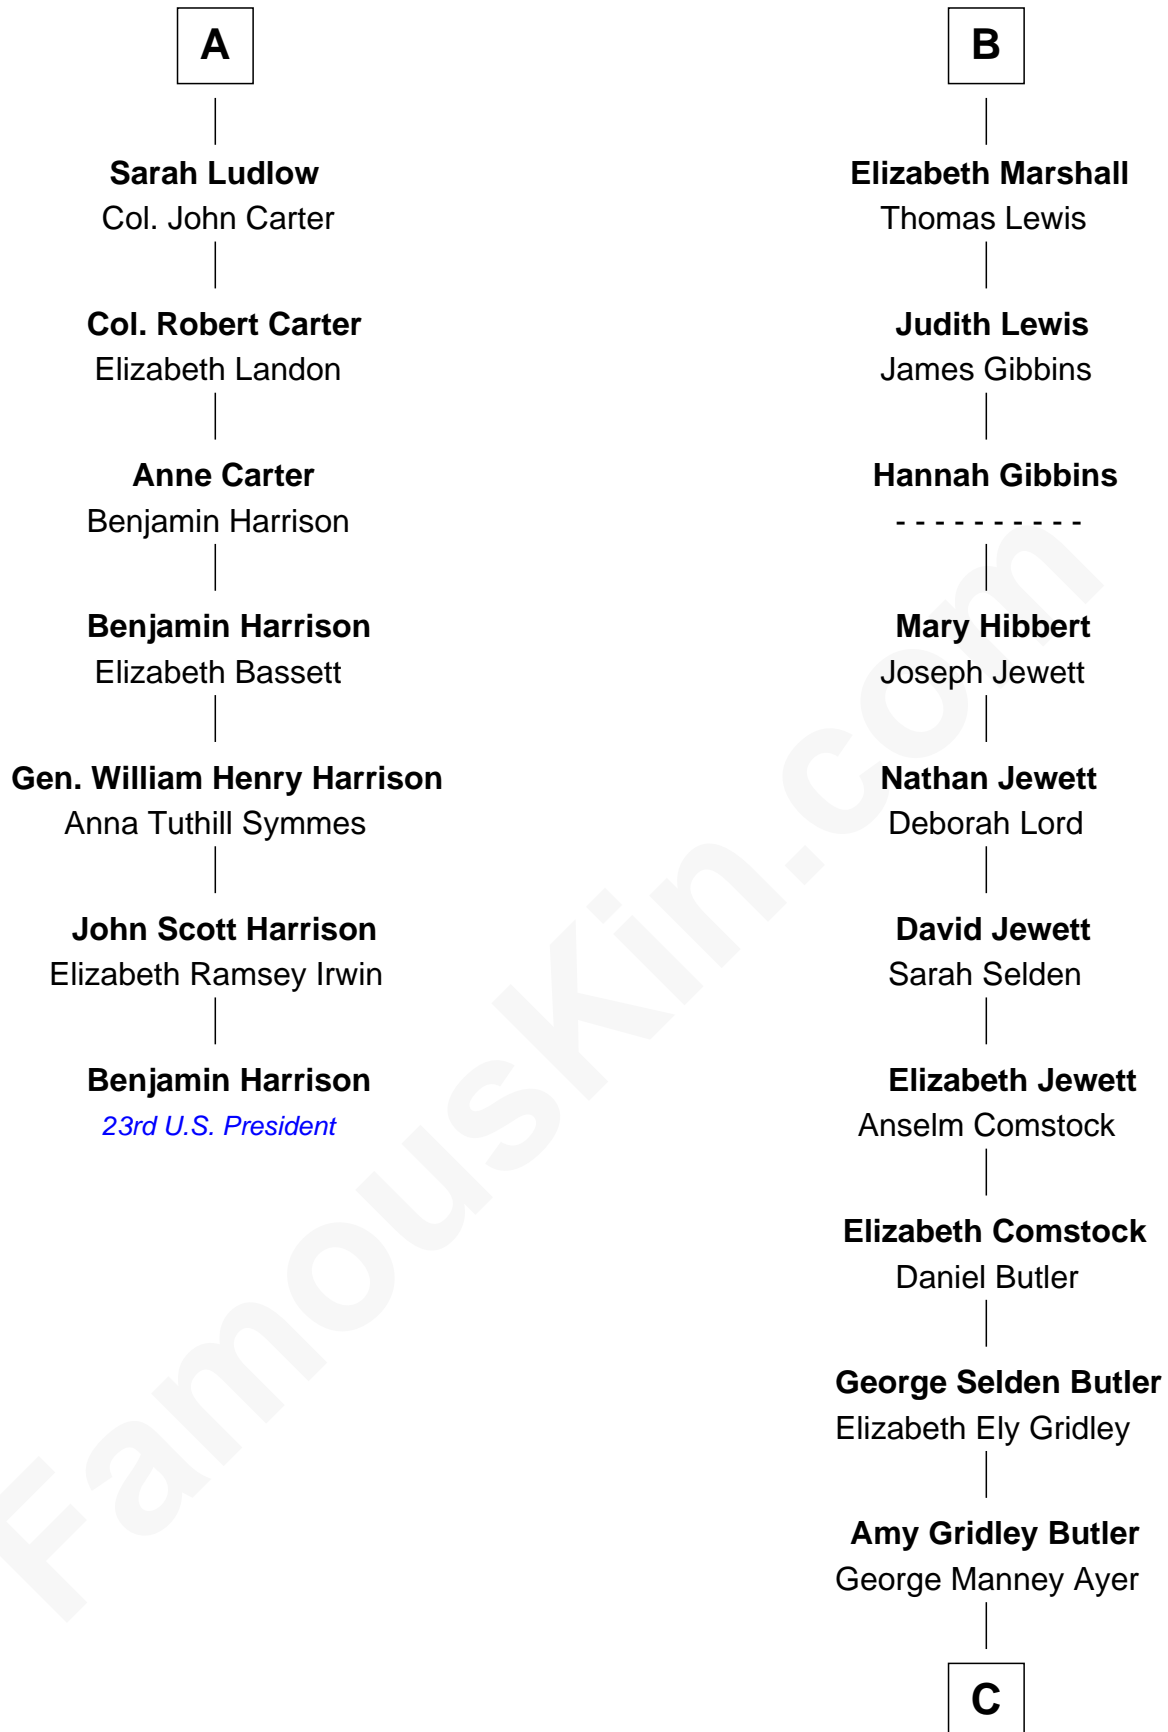 A
Sarah Ludlow
Col. John Carter
Col. Robert Carter
Elizabeth Landon
Anne Carter
Benjamin Harrison
Benjamin Harrison
Elizabeth Bassett
Gen. William Henry Harrison
Anna Tuthill Symmes
John Scott Harrison
Elizabeth Ramsey Irwin
Benjamin Harrison
23rd U.S. President
B
Elizabeth Marshall
Thomas Lewis
Judith Lewis
James Gibbins
Hannah Gibbins
- - - - - - - - - -
Mary Hibbert
Joseph Jewett
Nathan Jewett
Deborah Lord
David Jewett
Sarah Selden
Elizabeth Jewett
Anselm Comstock
Elizabeth Comstock
Daniel Butler
George Selden Butler
Elizabeth Ely Gridley
Amy Gridley Butler
George Manney Ayer
C
FamousKin.com